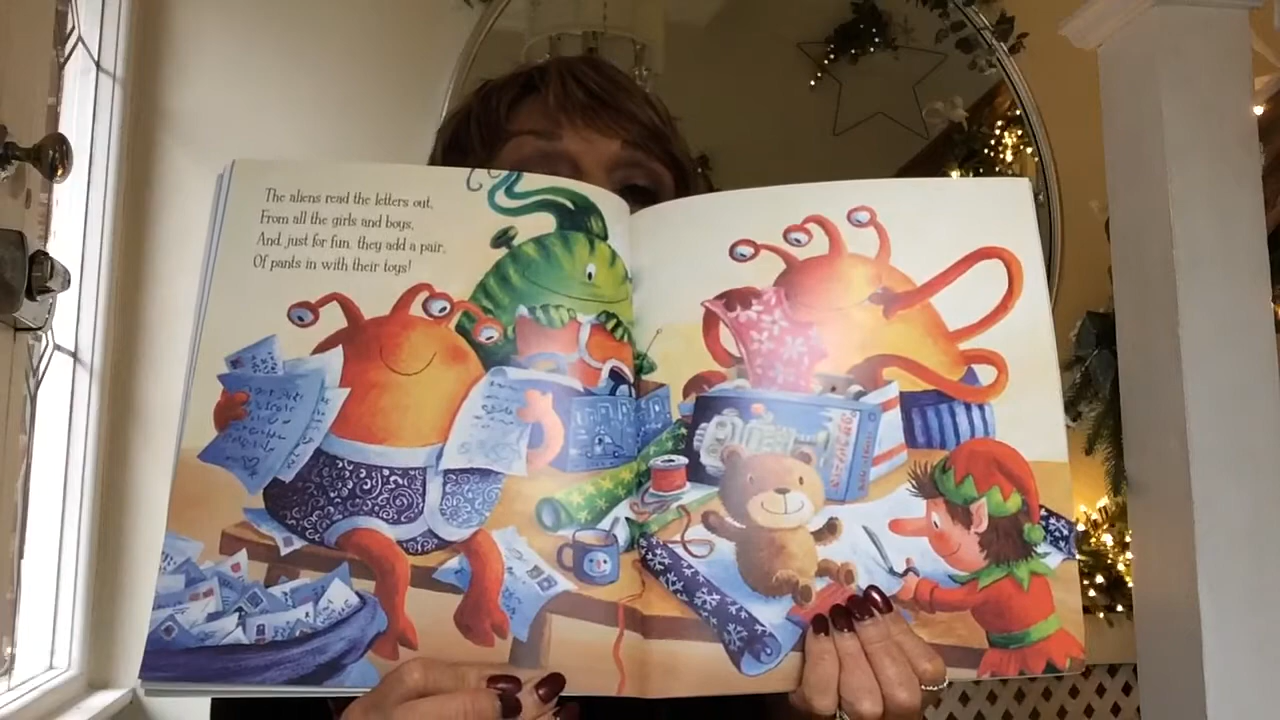 The aliens read the letters out,
From all the girls and boys,
And, just for fun, they add a pair,
Of pants in with their toys!